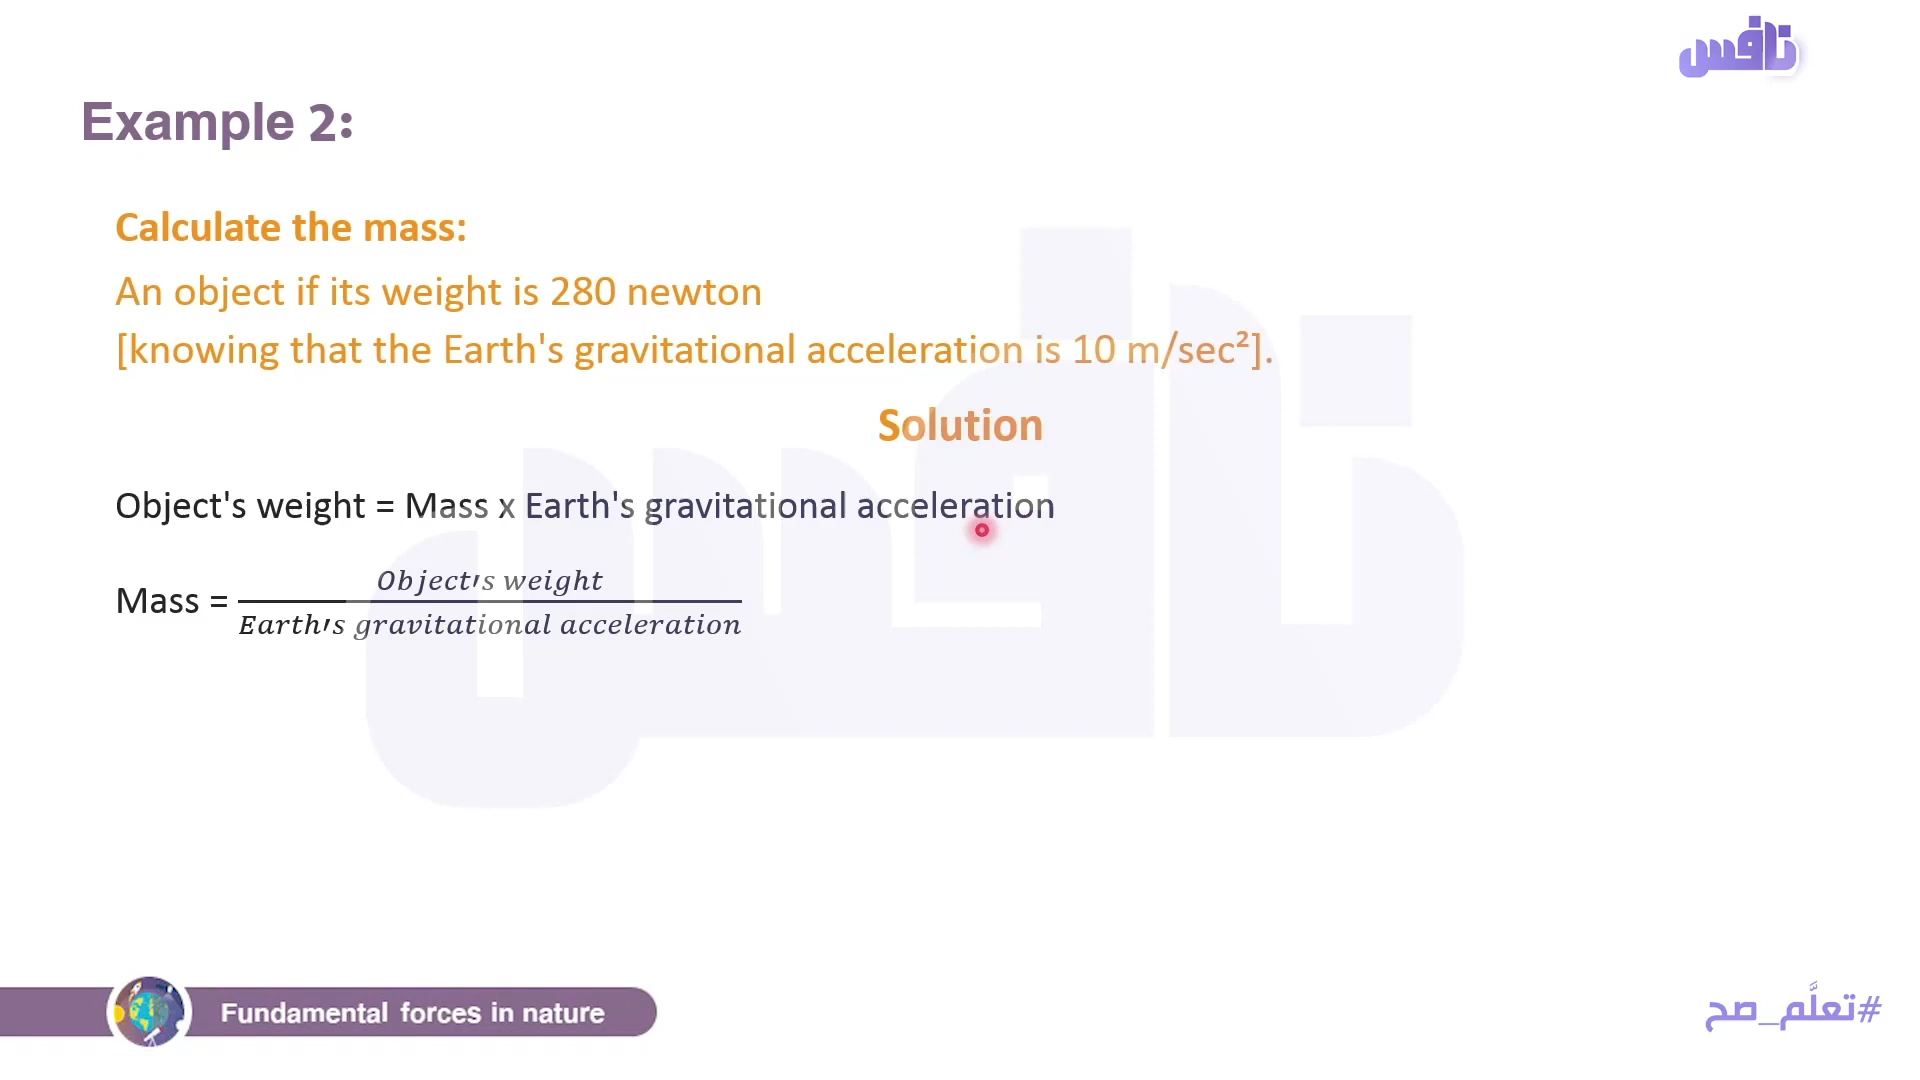 نافس
Example 2:
Calculate the mass:
An object if its weight is 280 newton
[knowing that the Earth's gravitational acceleration is 10 m/sec²].
Solution
Object's weight = Mass x Earth's gravitational acceleration
Mass = Object's weight / Earth's gravitational acceleration
Fundamental forces in nature
#تعلَّم_صح